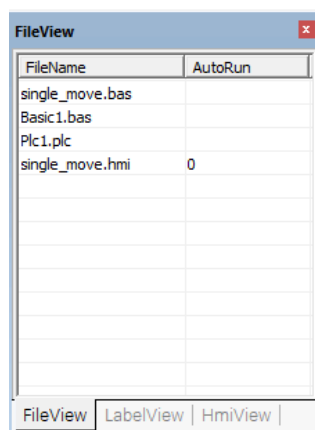 FileView
FileName AutoRun
single_move.bas
Basic1.bas
Plc1.plc
single_move.hmi 0
FileView LabelView HmiView